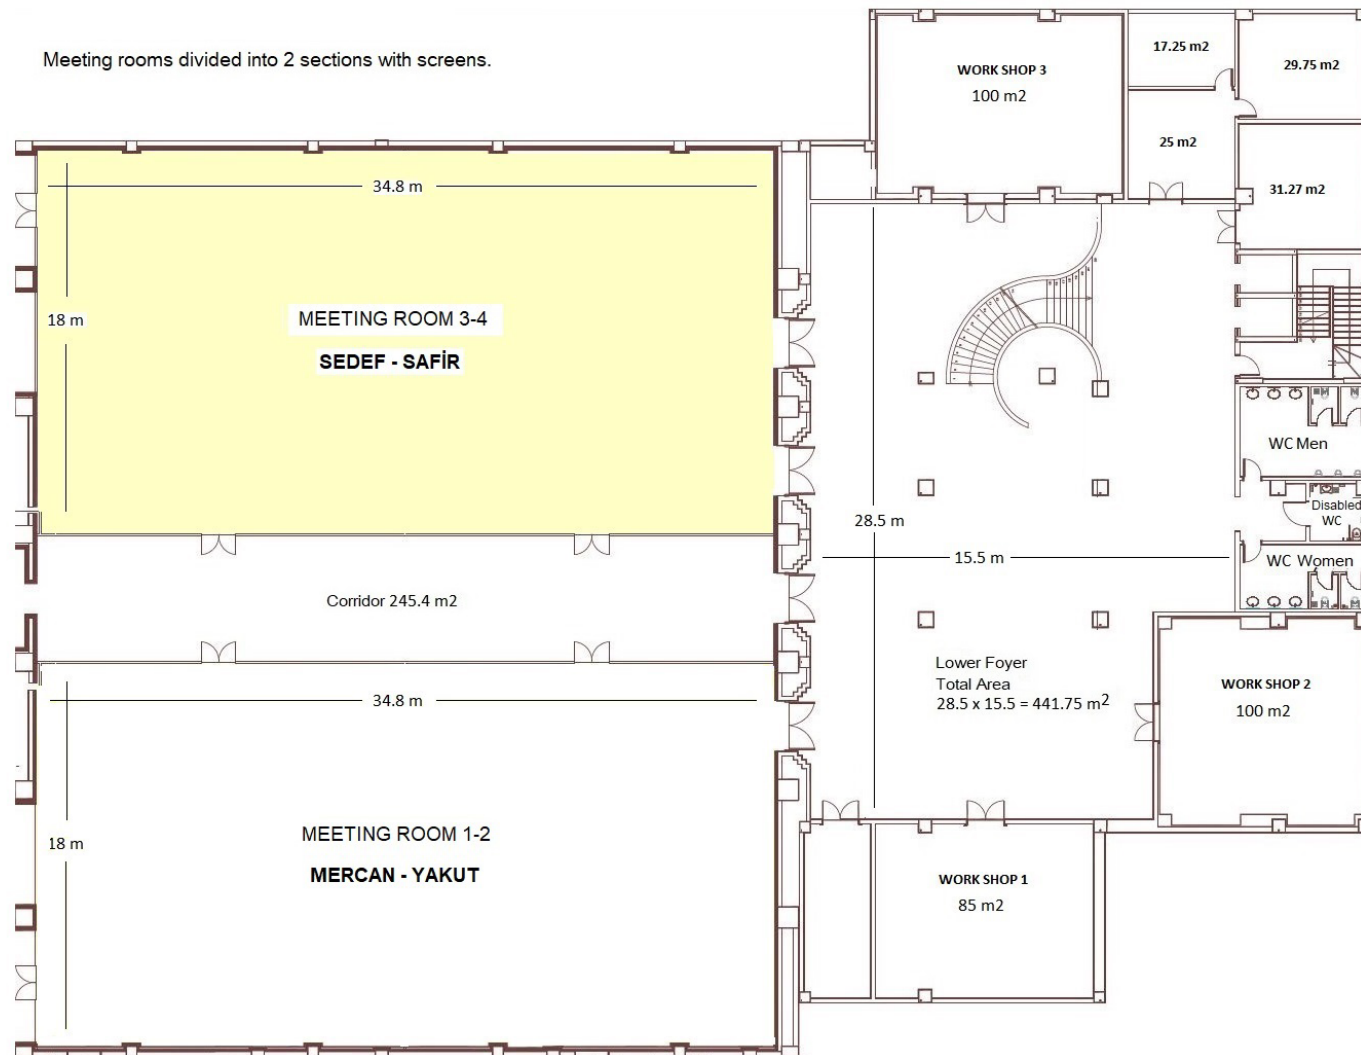 Meeting rooms divided into 2 sections with screens.
WORK SHOP 3
100 m2
17.25 m2
29.75 m2
25 m2
31.27 m2
34.8 m
18 m
MEETING ROOM 3-4
SEDEF - SAFİR
WC Men
Disabled
WC
WC Women
28.5 m
15.5 m
Corridor 245.4 m2
Lower Foyer
Total Area
28.5 x 15.5 = 441.75 m²
WORK SHOP 2
100 m2
34.8 m
18 m
MEETING ROOM 1-2
MERCAN - YAKUT
WORK SHOP 1
85 m2